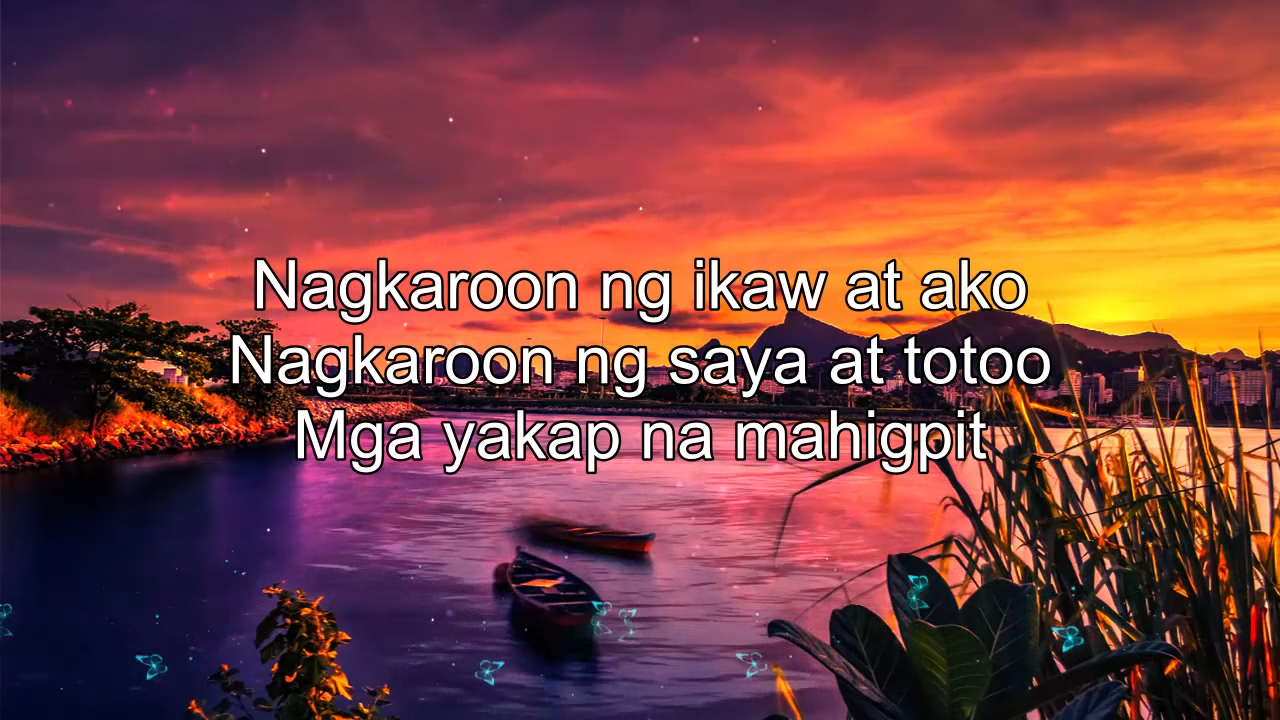 Nagkaroon ng ikaw at ako
Nagkaroon ng saya at totoo
Mga yakap na mahigpit